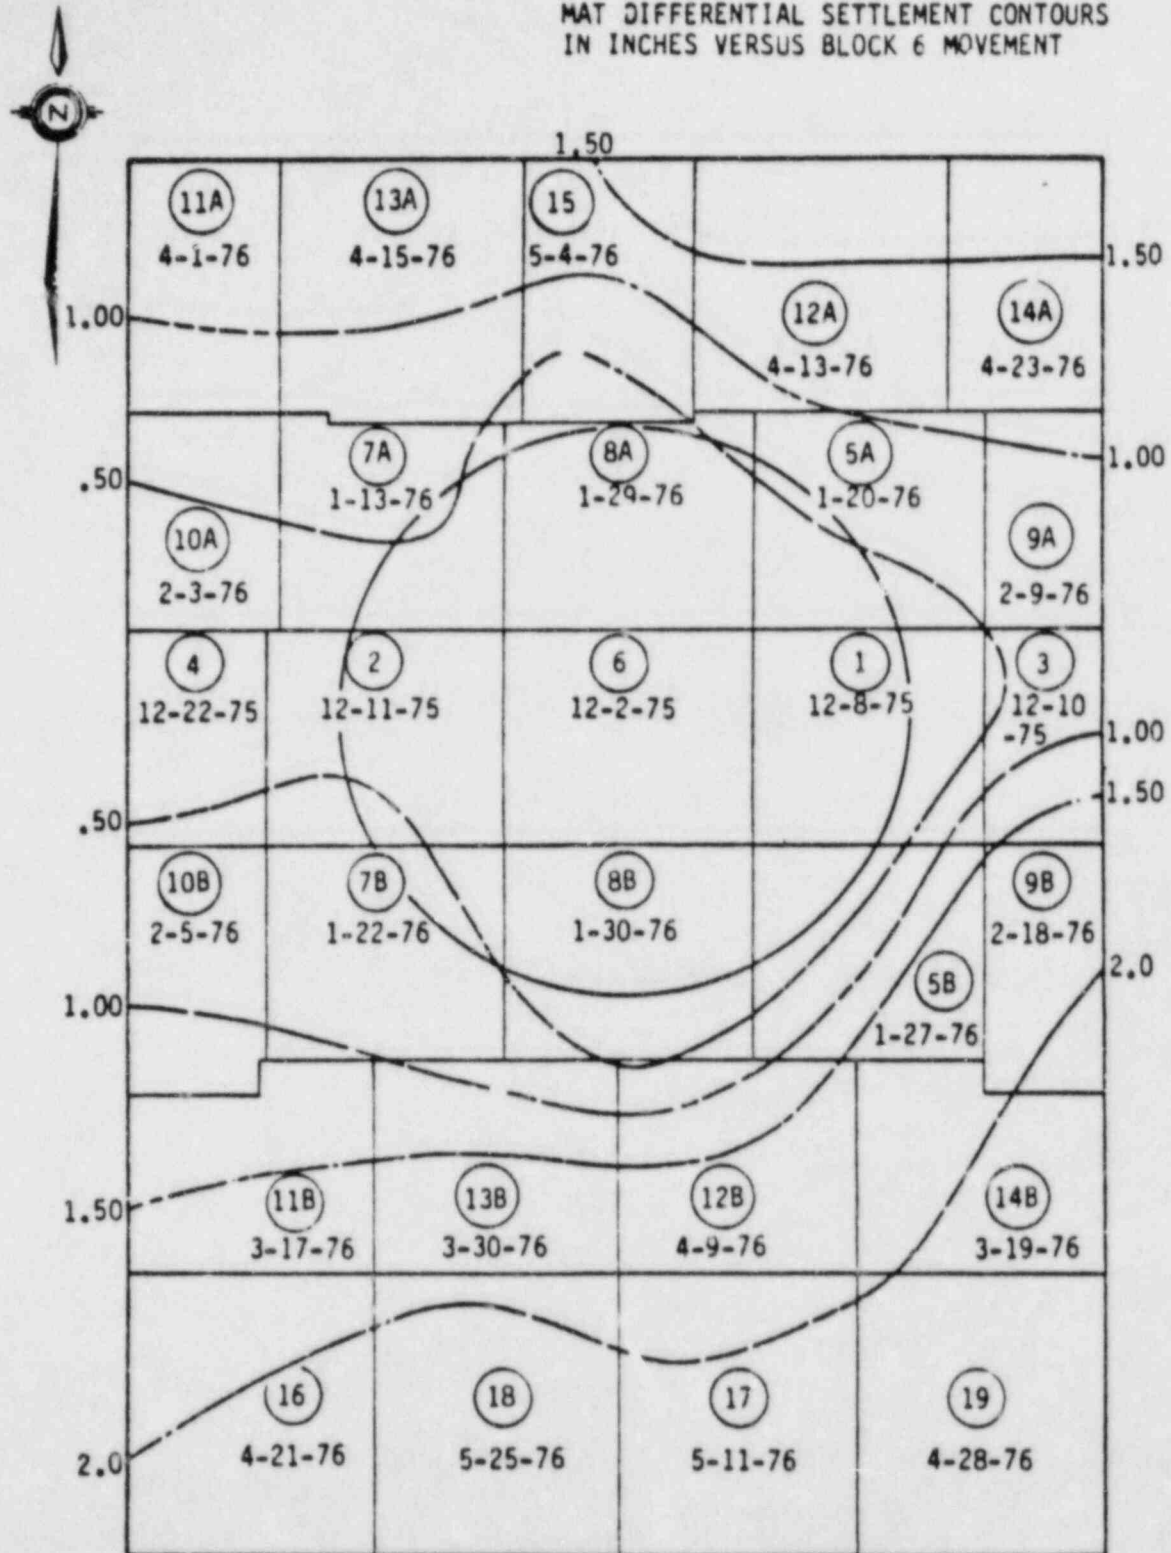 MAT DIFFERENTIAL SETTLEMENT CONTOURS
IN INCHES VERSUS BLOCK 6 MOVEMENT
N
1.50
11A
13A
15
4-1-76
4-15-76
5-4-76
1.50
1.00
12A
14A
4-13-76
4-23-76
.50
7A
8A
5A
1.00
1-13-76
1-29-76
1-20-76
10A
9A
2-3-76
2-9-76
4
2
6
1
3
12-22-75
12-11-75
12-2-75
12-8-75
12-10
-75
1.00
1.50
.50
10B
7B
8B
9B
2-5-76
1-22-76
1-30-76
2-18-76
2.0
5B
1.00
1-27-76
1.50
11B
13B
12B
14B
3-17-76
3-30-76
4-9-76
3-19-76
16
18
17
19
4-21-76
5-25-76
5-11-76
4-28-76
2.0